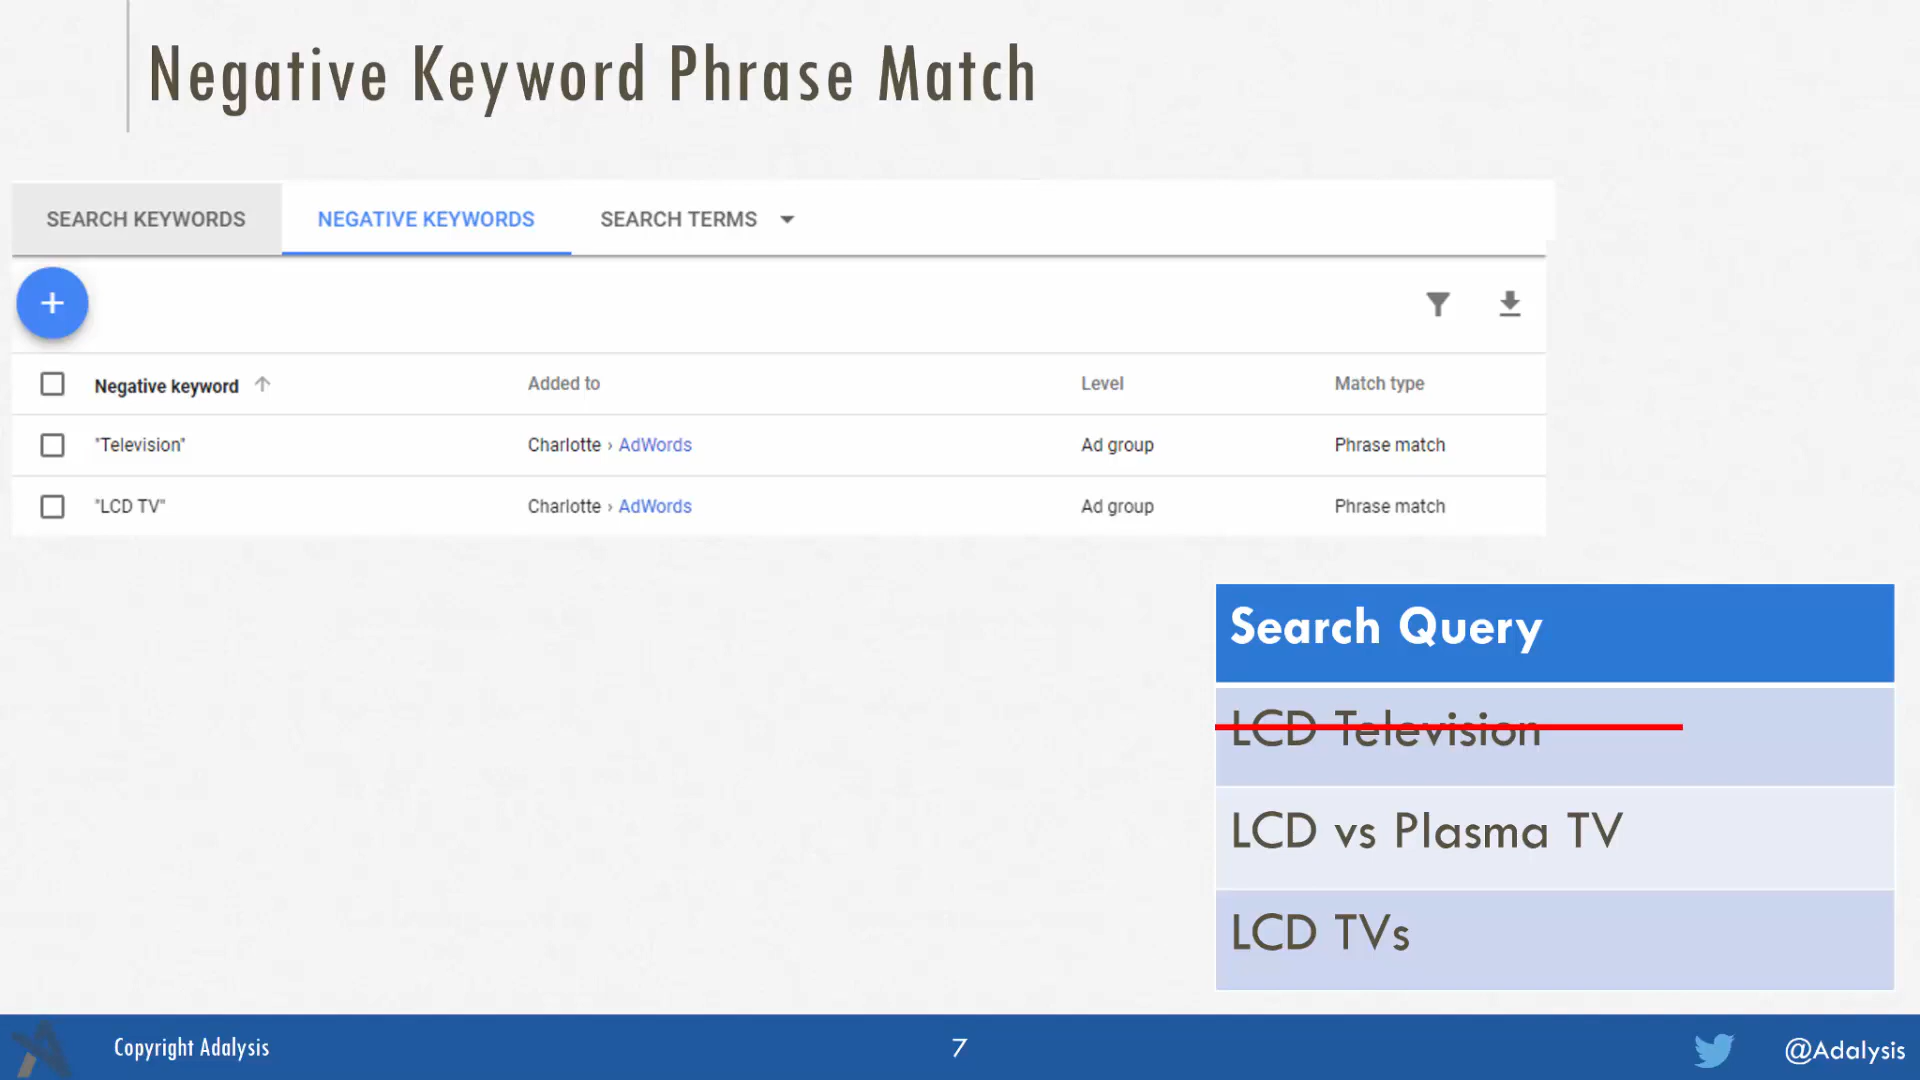 Negative Keyword Phrase Match
SEARCH KEYWORDS NEGATIVE KEYWORDS SEARCH TERMS
Negative keyword Added to Level Match type
"Television" Charlotte › AdWords Ad group Phrase match
"LCD TV" Charlotte › AdWords Ad group Phrase match
Search Query
LCD Television
LCD vs Plasma TV
LCD TVs
Copyright Adalysis 7 @Adalysis